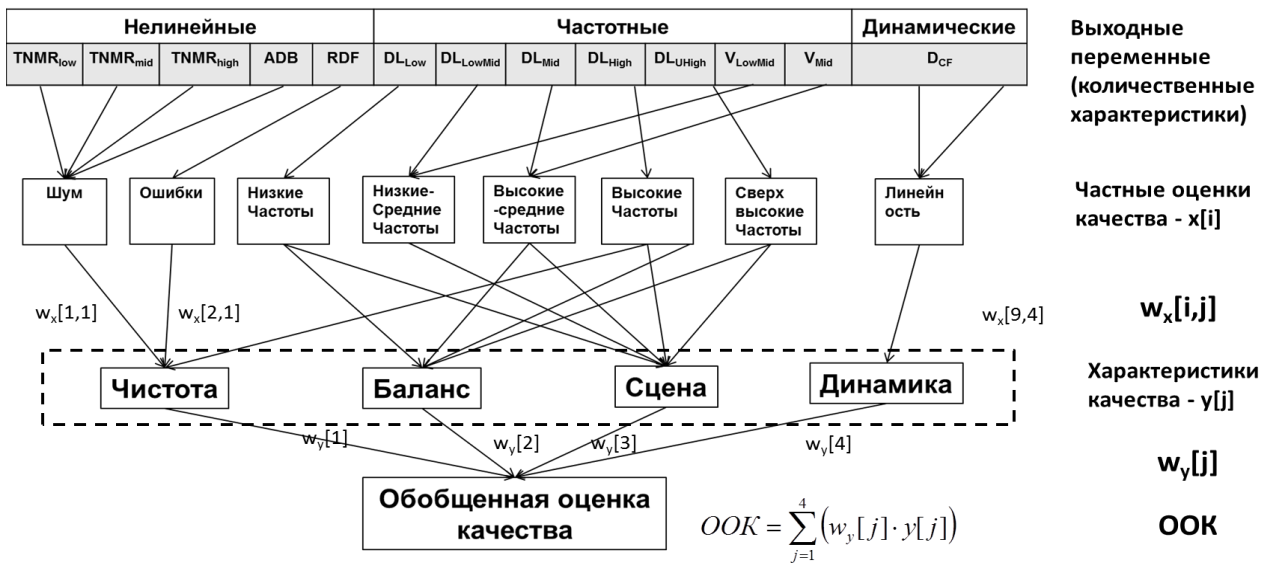 Нелинейные Частотные Динамические
TNMRlow TNMRmid TNMRhigh ADB RDF DLLow DLLowMid DLMid DLHigh DLUHigh VLowMid VMid DCF
Выходные
переменные
(количественные
характеристики)
Шум
Ошибки
Низкие
Частоты
Низкие-
Средние
Частоты
Высокие
-средние
Частоты
Высокие
Частоты
Сверх
высокие
Частоты
Линейн
ость
Частные оценки
качества - x[i]
wx[1,1]
wx[2,1]
wx[9,4]
wx[i,j]
Чистота
Баланс
Сцена
Динамика
Характеристики
качества - y[j]
wy[1]
wy[2]
wy[3]
wy[4]
wy[j]
Обобщенная оценка
качества
ООК = ∑j=14(wy[j]·y[j])
ООК